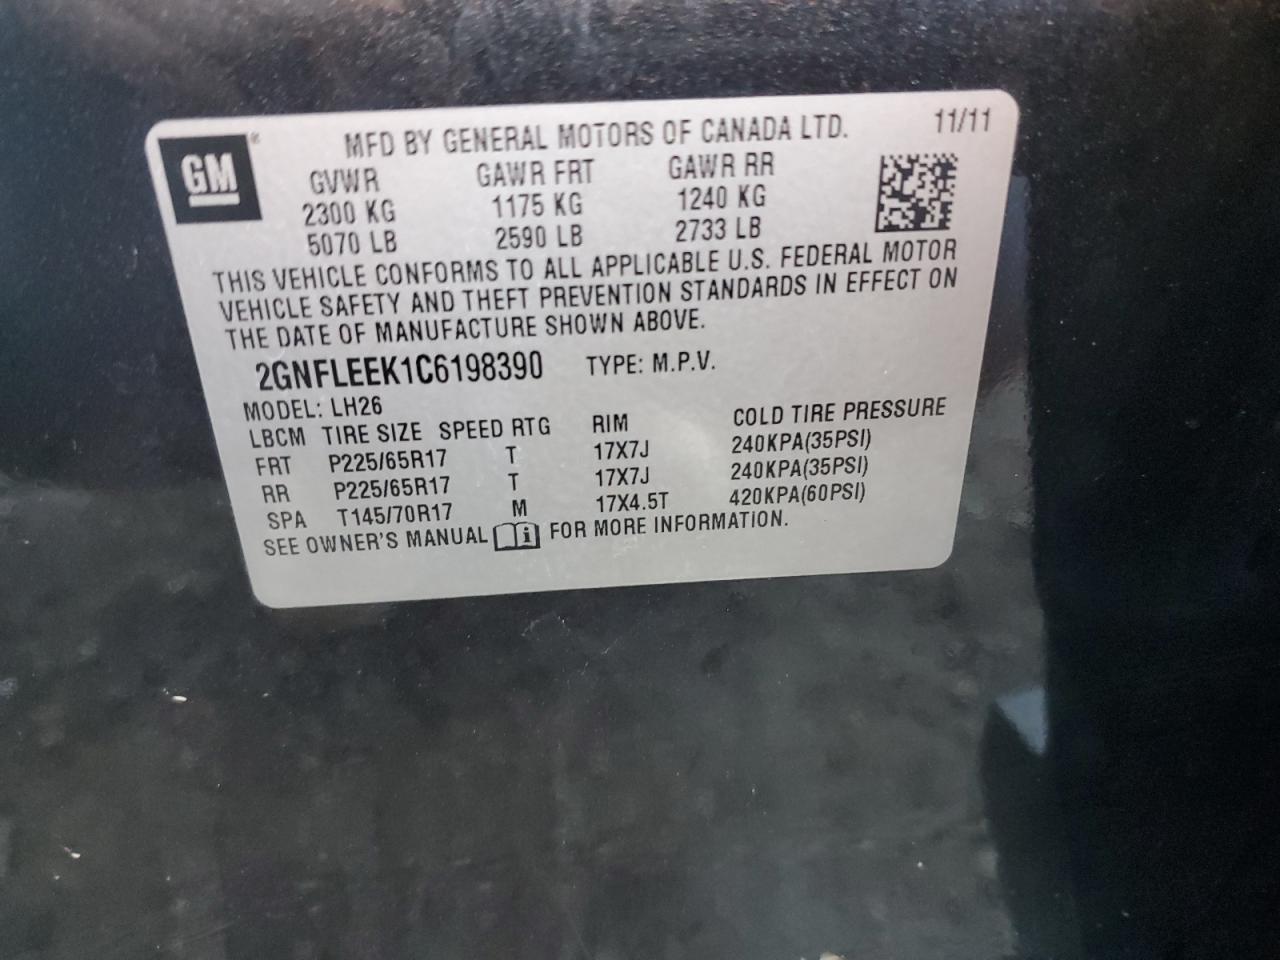 GM ®
MFD BY GENERAL MOTORS OF CANADA LTD. 11/11
GVWR GAWR FRT GAWR RR
2300 KG 1175 KG 1240 KG
5070 LB 2590 LB 2733 LB
THIS VEHICLE CONFORMS TO ALL APPLICABLE U.S. FEDERAL MOTOR
VEHICLE SAFETY AND THEFT PREVENTION STANDARDS IN EFFECT ON
THE DATE OF MANUFACTURE SHOWN ABOVE.
2GNFLEEK1C6198390 TYPE: M.P.V.
MODEL: LH26
LBCM TIRE SIZE SPEED RTG RIM COLD TIRE PRESSURE
FRT P225/65R17 T 17X7J 240KPA(35PSI)
RR P225/65R17 T 17X7J 240KPA(35PSI)
SPA T145/70R17 M 17X4.5T 420KPA(60PSI)
SEE OWNER'S MANUAL i FOR MORE INFORMATION.